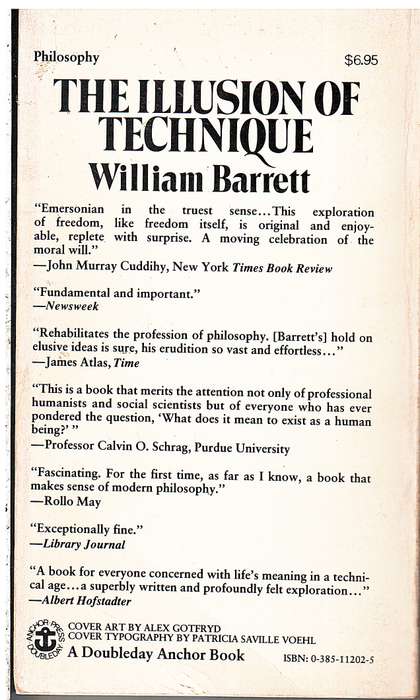 Philosophy
$6.95
THE ILLUSION OF
TECHNIQUE
William Barrett
“Emersonian in the truest sense...This exploration
of freedom, like freedom itself, is original and enjoy-
able, replete with surprise. A moving celebration of the
moral will.”
—John Murray Cuddihy, New York Times Book Review
“Fundamental and important.”
—Newsweek
“Rehabilitates the profession of philosophy. [Barrett's] hold on
elusive ideas is sure, his erudition so vast and effortless...”
—James Atlas, Time
“This is a book that merits the attention not only of professional
humanists and social scientists but of everyone who has ever
pondered the question, ‘What does it mean to exist as a human
being?’ ”
—Professor Calvin O. Schrag, Purdue University
“Fascinating. For the first time, as far as I know, a book that
makes sense of modern philosophy.”
—Rollo May
“Exceptionally fine.”
—Library Journal
“A book for everyone concerned with life's meaning in a techni-
cal age...a superbly written and profoundly felt exploration...”
—Albert Hofstadter
ANCHOR PRESS
DOUBLEDAY
COVER ART BY ALEX GOTFRYD
COVER TYPOGRAPHY BY PATRICIA SAVILLE VOEHL
A Doubleday Anchor Book
ISBN: 0-385-11202-5